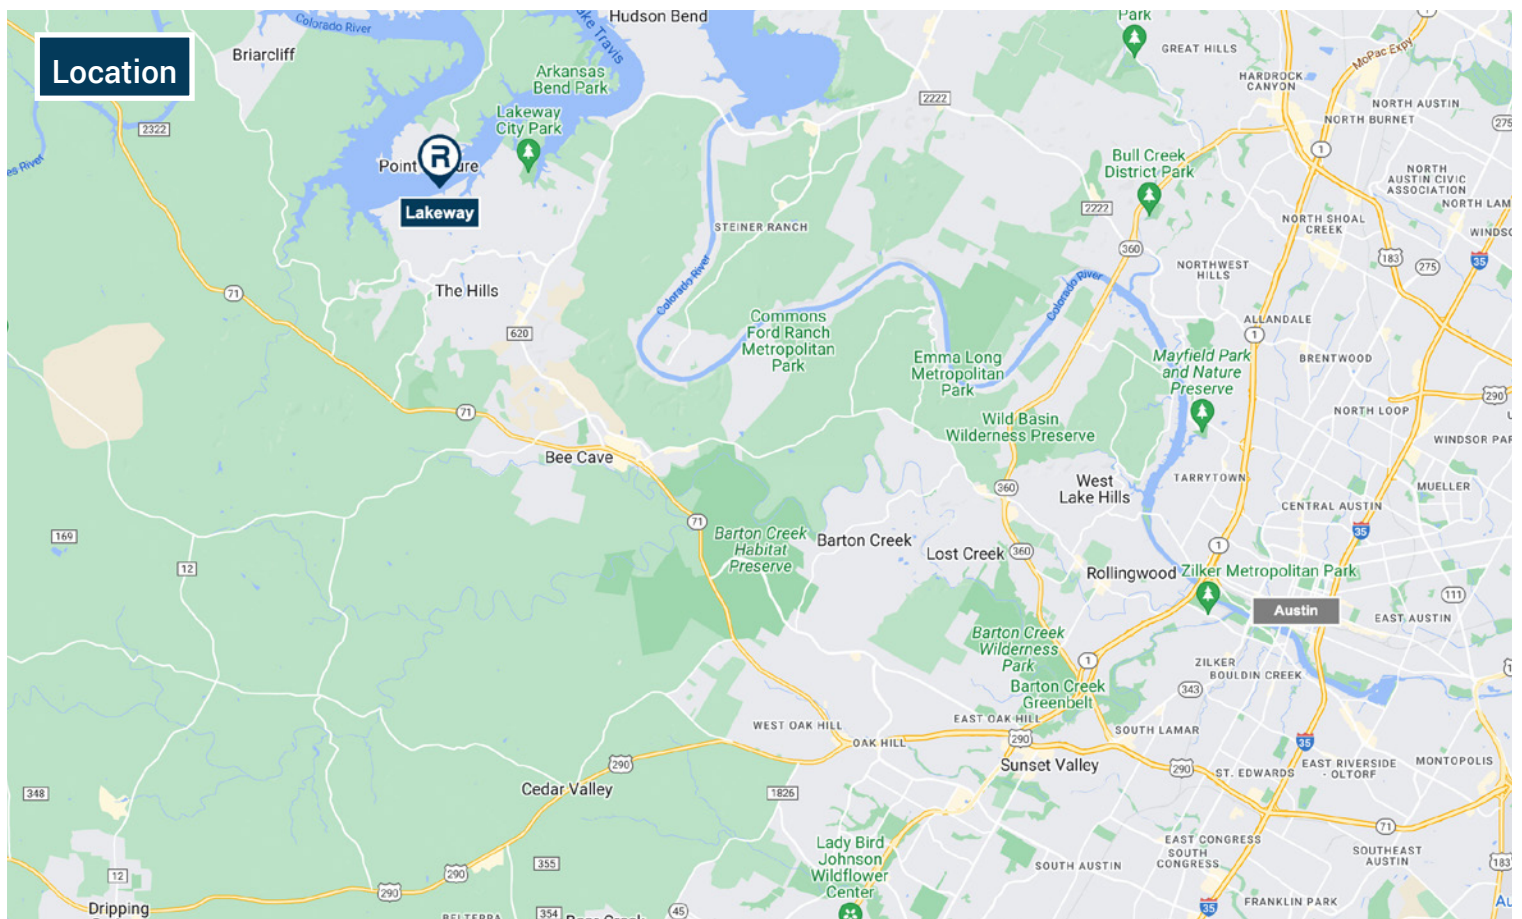 Location
Colorado River
Hudson Bend
Park
GREAT HILLS
MoPac Expy
Briarcliff
Lake Travis
HARDROCK
CANYON
Arkansas
Bend Park
2222
NORTH AUSTIN
NORTH BURNET
275
2322
Lakeway
City Park
1
R
Point
ure
Lakeway
River
Bull Creek
District Park
NORTH
AUSTIN CIVIC
ASSOCIATION
NORTH LAM
2222
STEINER RANCH
NORTH SHOAL
CREEK
WINDSO
360
183
275
35
NORTHWEST
HILLS
Colorado River
Colorado River
The Hills
71
620
Commons
Ford Ranch
Metropolitan
Park
ALLANDALE
1
BRENTWOOD
Emma Long
Metropolitan
Park
Mayfield Park
and Nature
Preserve
290
71
NORTH LOOP
Wild Basin
Wilderness Preserve
WINDSOR PAR
Bee Cave
360
West
Lake Hills
TARRYTOWN
MUELLER
CENTRAL AUSTIN
71
35
169
Barton Creek
Habitat
Preserve
Barton Creek
Lost Creek
360
1
12
Rollingwood
Zilker Metropolitan Park
111
Austin
EAST AUSTIN
Barton Creek
Wilderness
Park
1
ZILKER
BOULDIN CREEK
Barton Creek
Greenbelt
343
WEST OAK HILL
EAST OAK HILL
SOUTH LAMAR
OAK HILL
290
35
290
Sunset Valley
290
ST. EDWARDS
EAST RIVERSIDE
- OLTORF
MONTOPOLIS
Cedar Valley
348
1826
71
EAST CONGRESS
SOUTH
CONGRESS
SOUTHEAST
AUSTIN
183
Lady Bird
Johnson
Wildflower
Center
355
SOUTH AUSTIN
12
290
290
35
FRANKLIN PARK
Dripping
BELTERRA
354
45